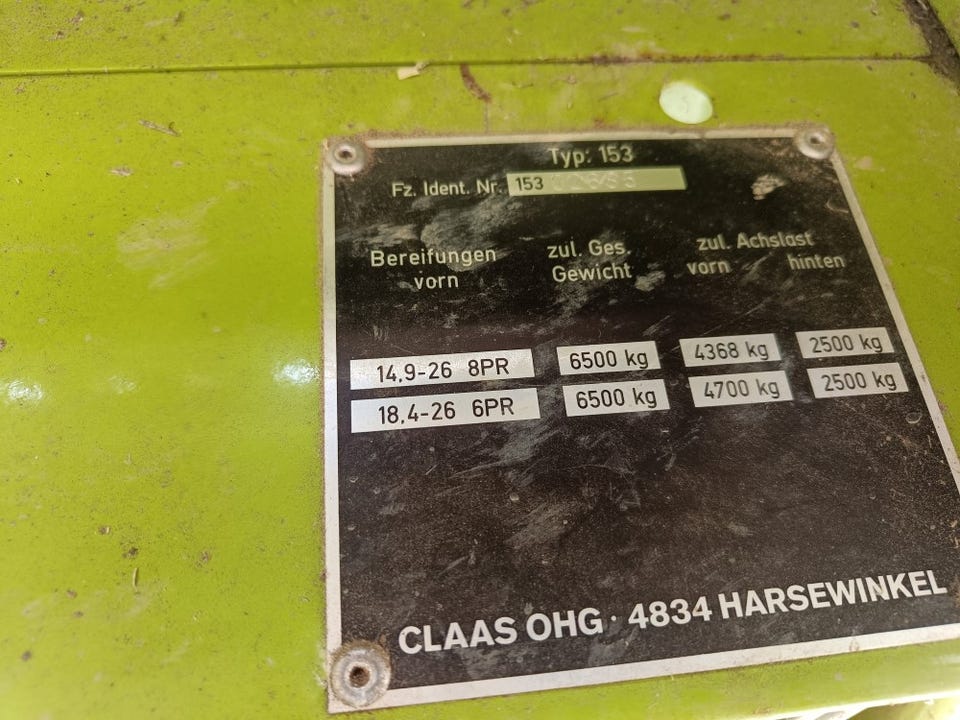 Typ: 153
Fz. Ident. Nr. 153
Bereifungen vorn
zul. Ges. Gewicht
zul. Achslast
vorn hinten
14,9-26 8PR 6500 kg 4368 kg 2500 kg
18,4-26 6PR 6500 kg 4700 kg 2500 kg
CLAAS OHG · 4834 HARSEWINKEL